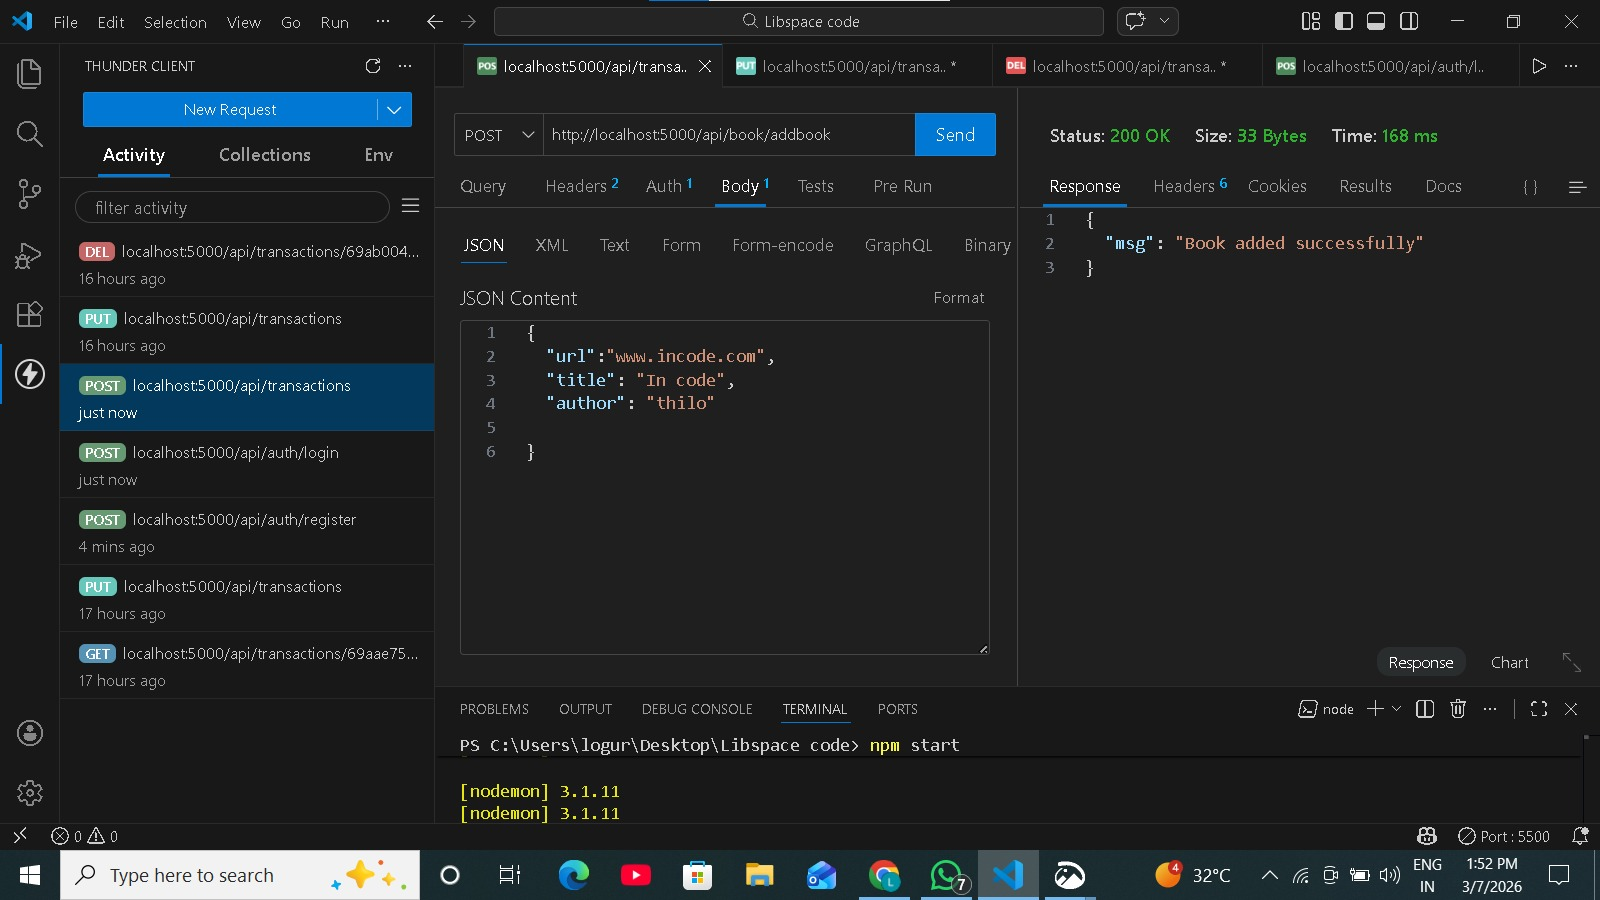 File Edit Selection View Go Run ··· Libspace code
THUNDER CLIENT
New Request
Activity Collections Env
filter activity
DEL localhost:5000/api/transactions/69ab004...
16 hours ago
PUT localhost:5000/api/transactions
16 hours ago
POST localhost:5000/api/transactions
just now
POST localhost:5000/api/auth/login
just now
POST localhost:5000/api/auth/register
4 mins ago
PUT localhost:5000/api/transactions
17 hours ago
GET localhost:5000/api/transactions/69aae75...
17 hours ago
POS localhost:5000/api/transa.. PUT localhost:5000/api/transa.. * DEL localhost:5000/api/transa.. * POS localhost:5000/api/auth/l..
POST http://localhost:5000/api/book/addbook Send
Query Headers 2 Auth 1 Body 1 Tests Pre Run
JSON XML Text Form Form-encode GraphQL Binary
JSON Content Format
1 {
2 "url":"www.incode.com",
3 "title": "In code",
4 "author": "thilo"
5
6 }
Status: 200 OK Size: 33 Bytes Time: 168 ms
Response Headers 6 Cookies Results Docs {}
1 {
2 "msg": "Book added successfully"
3 }
Response Chart
PROBLEMS OUTPUT DEBUG CONSOLE TERMINAL PORTS node
PS C:\Users\logur\Desktop\Libspace code> npm start
[nodemon] 3.1.11
[nodemon] 3.1.11
0 0 Port : 5500
Type here to search 7 4 32°C ENG IN 1:52 PM 3/7/2026